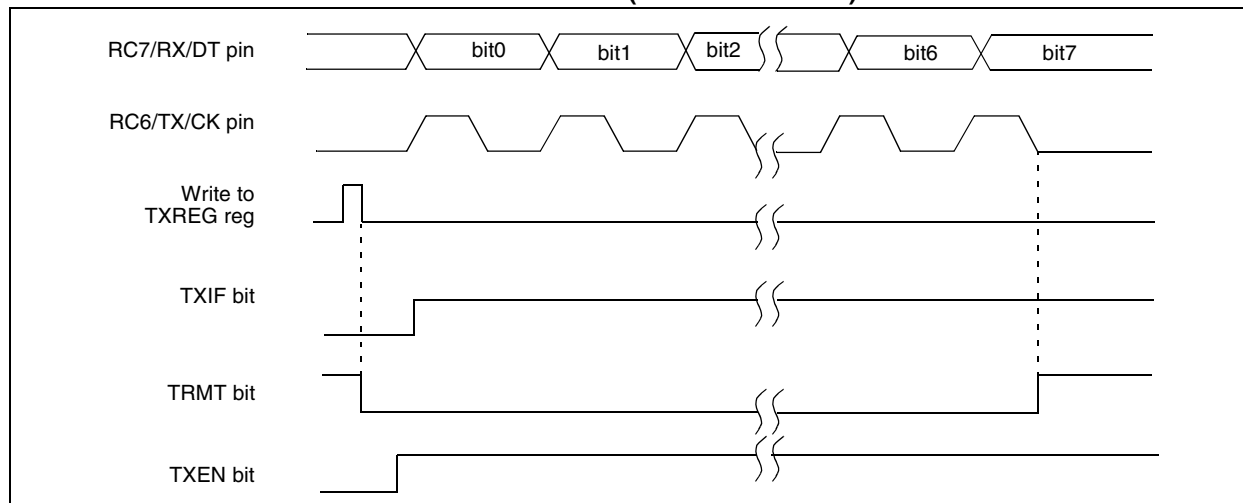 RC7/RX/DT pin
bit0 bit1 bit2 bit6 bit7
RC6/TX/CK pin
Write to
TXREG reg
TXIF bit
TRMT bit
TXEN bit